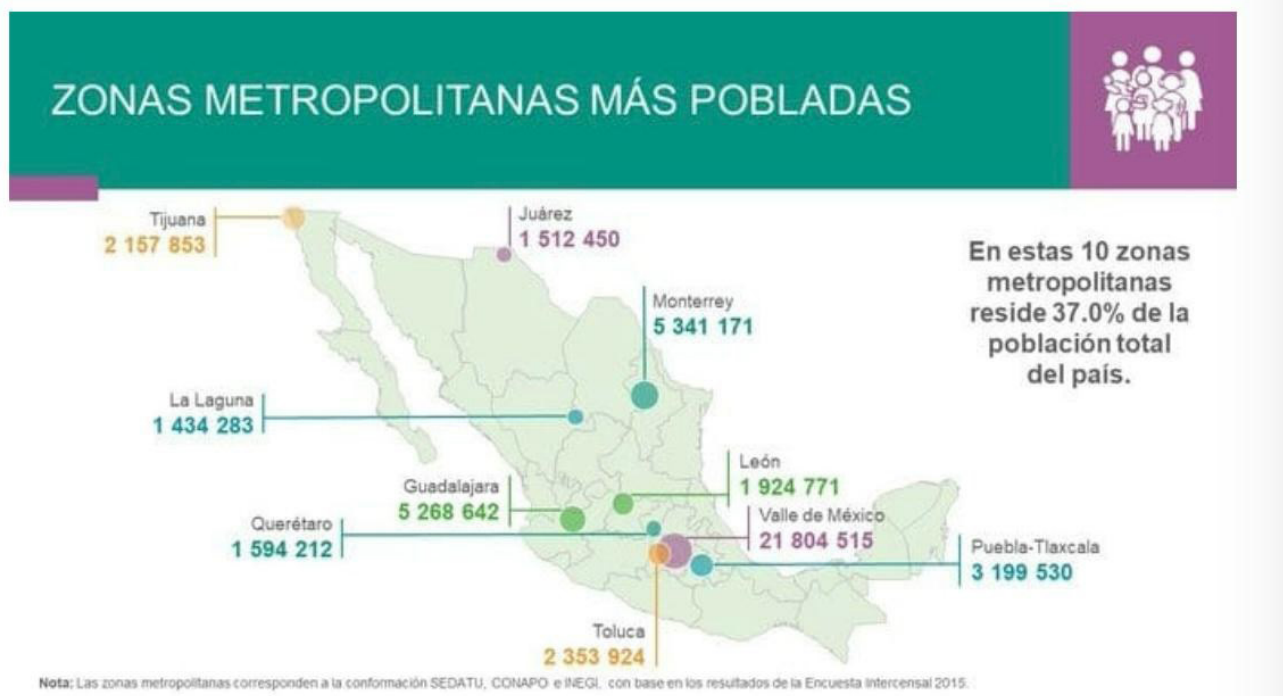 ZONAS METROPOLITANAS MÁS POBLADAS
Tijuana
2 157 853
Juárez
1 512 450
En estas 10 zonas
metropolitanas
reside 37.0% de la
población total
del país.
Monterrey
5 341 171
La Laguna
1 434 283
León
1 924 771
Guadalajara
5 268 642
Valle de México
21 804 515
Querétaro
1 594 212
Puebla-Tlaxcala
3 199 530
Toluca
2 353 924
Nota: Las zonas metropolitanas corresponden a la conformación SEDATU, CONAPO e INEGI, con base en los resultados de la Encuesta Intercensal 2015.